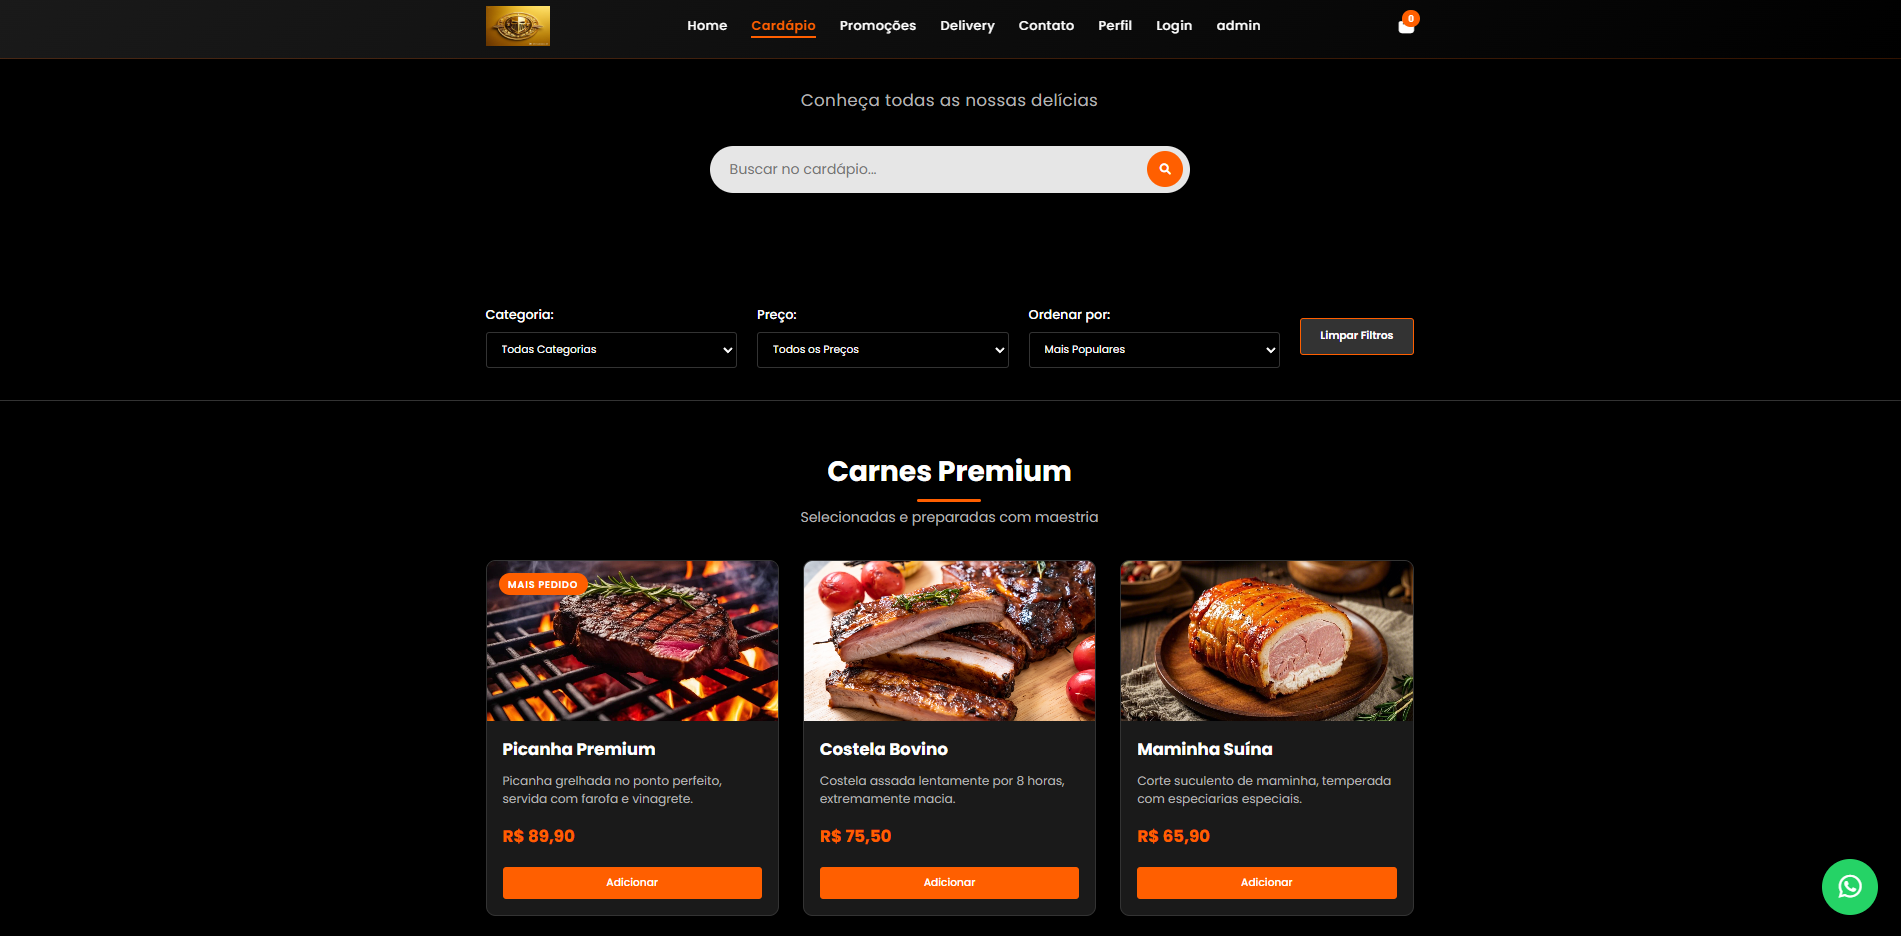 Home Cardápio Promoções Delivery Contato Perfil Login admin
0
Conheça todas as nossas delícias
Buscar no cardápio...
Categoria: Preço: Ordenar por:
Todas Categorias Todos os Preços Mais Populares Limpar Filtros
Carnes Premium
Selecionadas e preparadas com maestria
MAIS PEDIDO
Picanha Premium
Picanha grelhada no ponto perfeito,
servida com farofa e vinagrete.
R$ 89,90
Adicionar
Costela Bovino
Costela assada lentamente por 8 horas,
extremamente macia.
R$ 75,50
Adicionar
Maminha Suína
Corte suculento de maminha, temperada
com especiarias especiais.
R$ 65,90
Adicionar